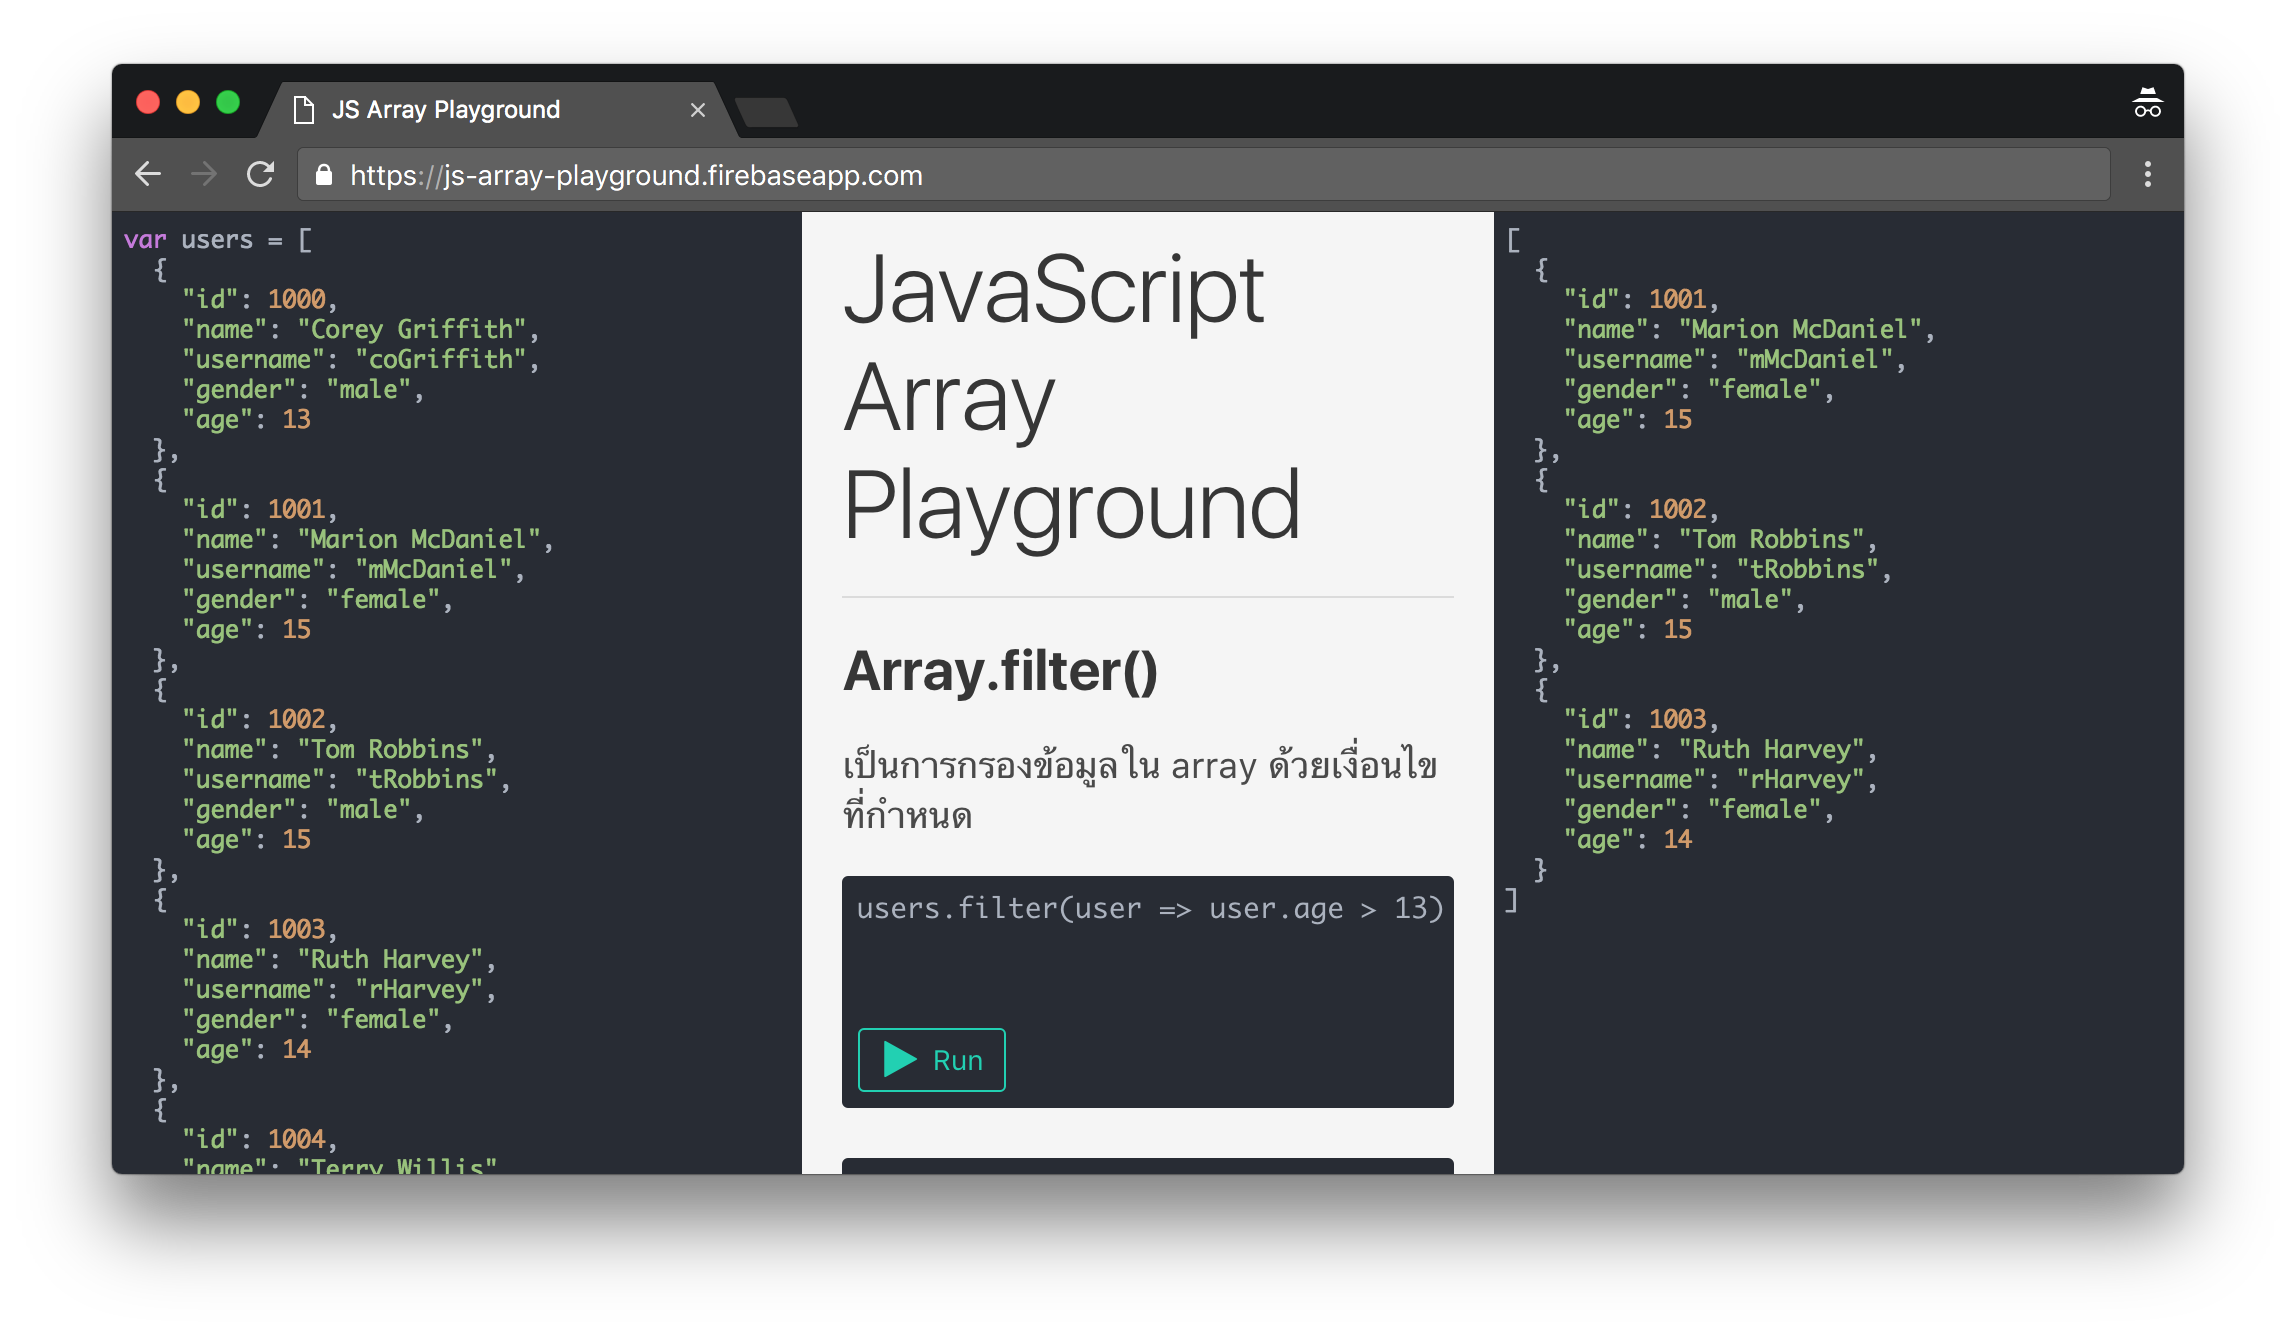 JS Array Playground
https://js-array-playground.firebaseapp.com
var users = [
{
"id": 1000,
"name": "Corey Griffith",
"username": "coGriffith",
"gender": "male",
"age": 13
},
{
"id": 1001,
"name": "Marion McDaniel",
"username": "mMcDaniel",
"gender": "female",
"age": 15
},
{
"id": 1002,
"name": "Tom Robbins",
"username": "tRobbins",
"gender": "male",
"age": 15
},
{
"id": 1003,
"name": "Ruth Harvey",
"username": "rHarvey",
"gender": "female",
"age": 14
},
{
"id": 1004,
"name": "Terry Willis"
JavaScript
Array
Playground
Array.filter()
เป็นการกรองข้อมูลใน array ด้วยเงื่อนไข
ที่กำหนด
users.filter(user => user.age > 13)
Run
[
{
"id": 1001,
"name": "Marion McDaniel",
"username": "mMcDaniel",
"gender": "female",
"age": 15
},
{
"id": 1002,
"name": "Tom Robbins",
"username": "tRobbins",
"gender": "male",
"age": 15
},
{
"id": 1003,
"name": "Ruth Harvey",
"username": "rHarvey",
"gender": "female",
"age": 14
}
]